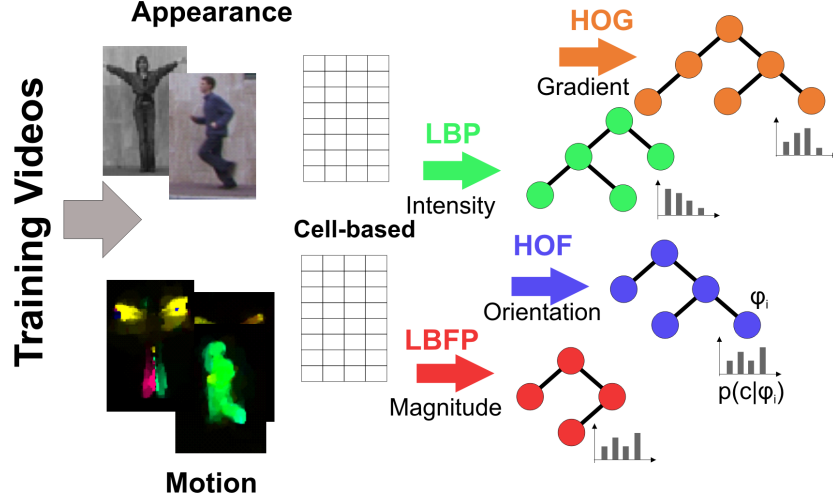 Training Videos
Appearance
HOG
Gradient
LBP
Intensity
Cell-based
HOF
Orientation
φi
p(c|φi)
LBFP
Magnitude
Motion